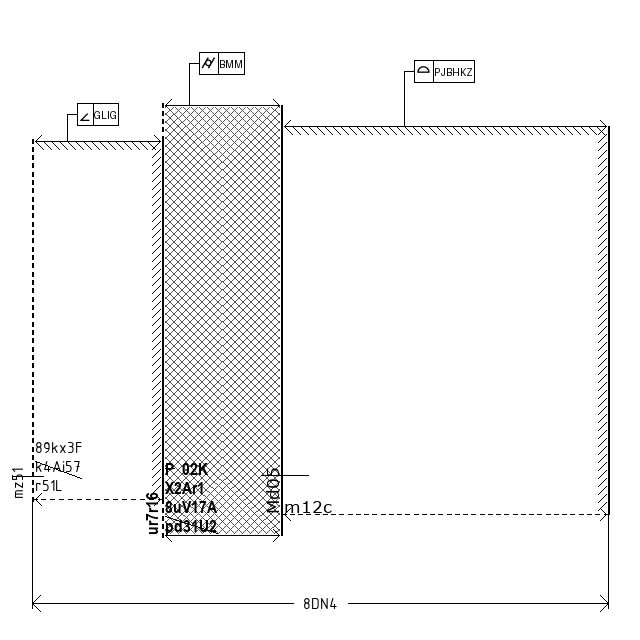 BMM
PJBHKZ
GLIG
89kx3F
k4Aj57
r51L
mz51
P 02K
X2Ar1
8uV17A
pd31U2
ur7r16
Md05
m12c
8DN4